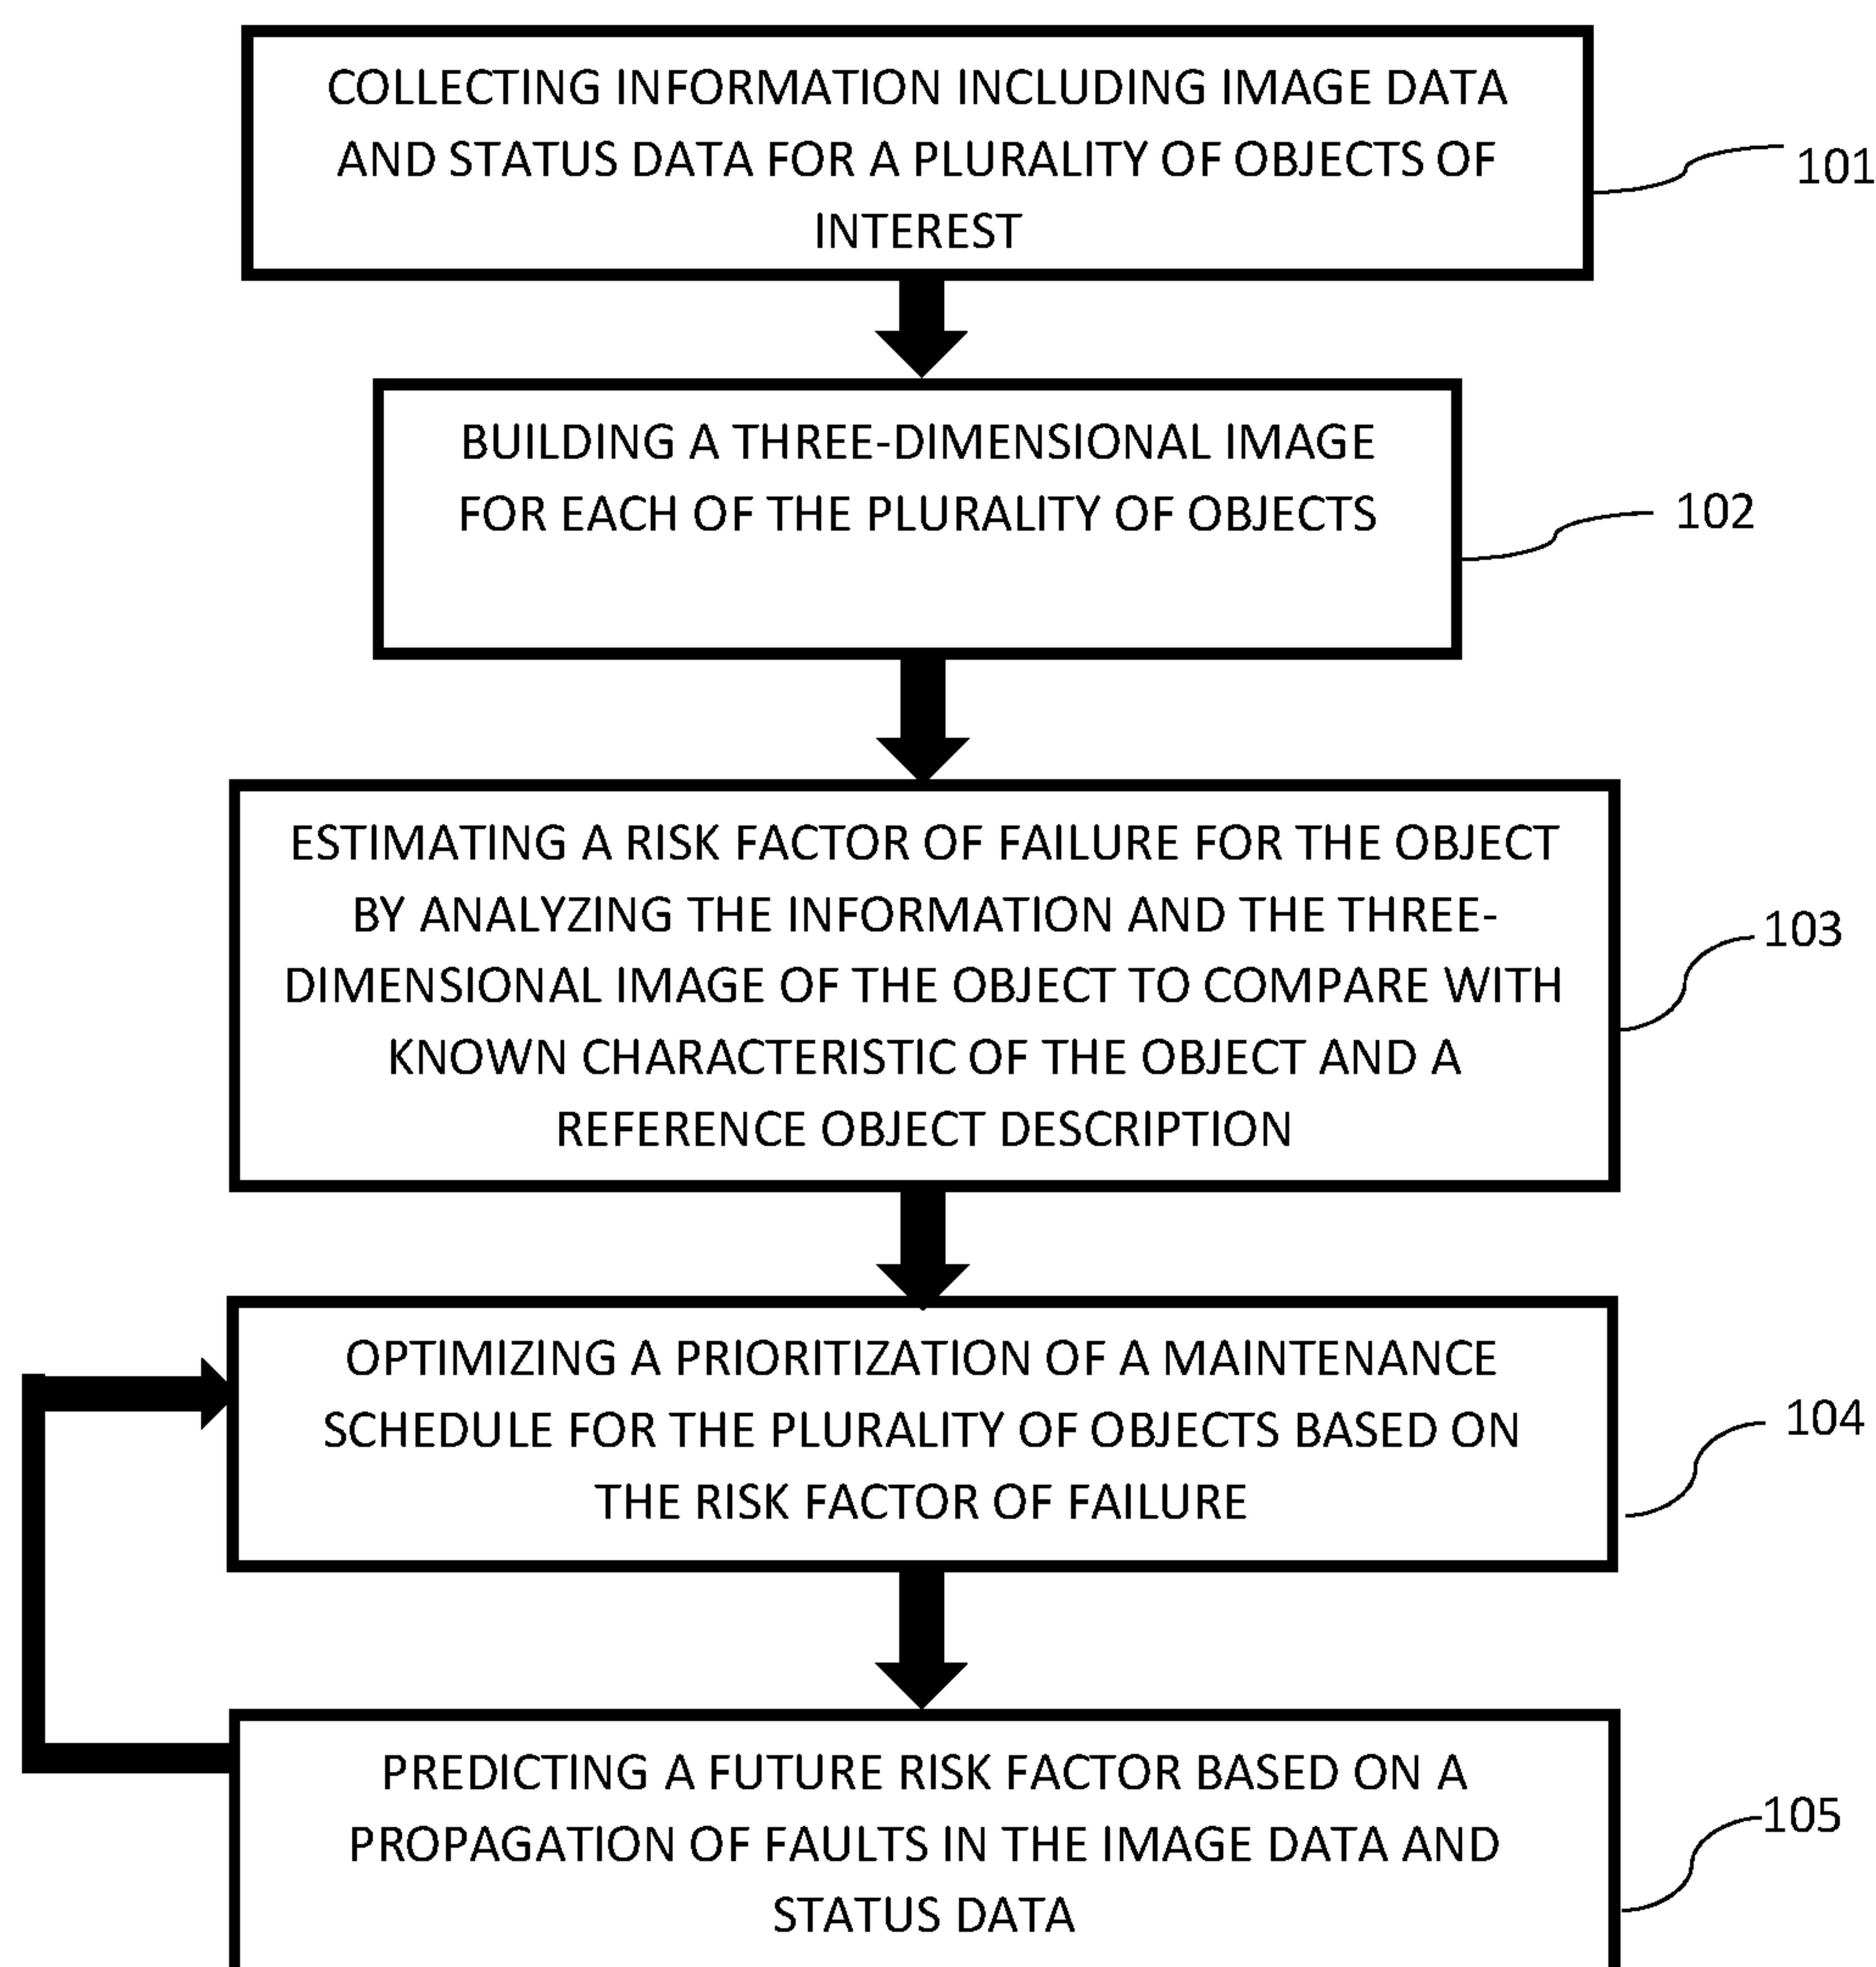 COLLECTING INFORMATION INCLUDING IMAGE DATA
AND STATUS DATA FOR A PLURALITY OF OBJECTS OF
INTEREST
101
BUILDING A THREE-DIMENSIONAL IMAGE
FOR EACH OF THE PLURALITY OF OBJECTS
102
ESTIMATING A RISK FACTOR OF FAILURE FOR THE OBJECT
BY ANALYZING THE INFORMATION AND THE THREE-
DIMENSIONAL IMAGE OF THE OBJECT TO COMPARE WITH
KNOWN CHARACTERISTIC OF THE OBJECT AND A
REFERENCE OBJECT DESCRIPTION
103
OPTIMIZING A PRIORITIZATION OF A MAINTENANCE
SCHEDULE FOR THE PLURALITY OF OBJECTS BASED ON
THE RISK FACTOR OF FAILURE
104
PREDICTING A FUTURE RISK FACTOR BASED ON A
PROPAGATION OF FAULTS IN THE IMAGE DATA AND
STATUS DATA
105